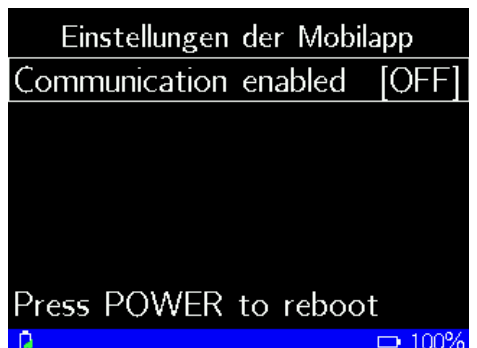 Einstellungen der Mobilapp
Communication enabled [OFF]
Press POWER to reboot
100%